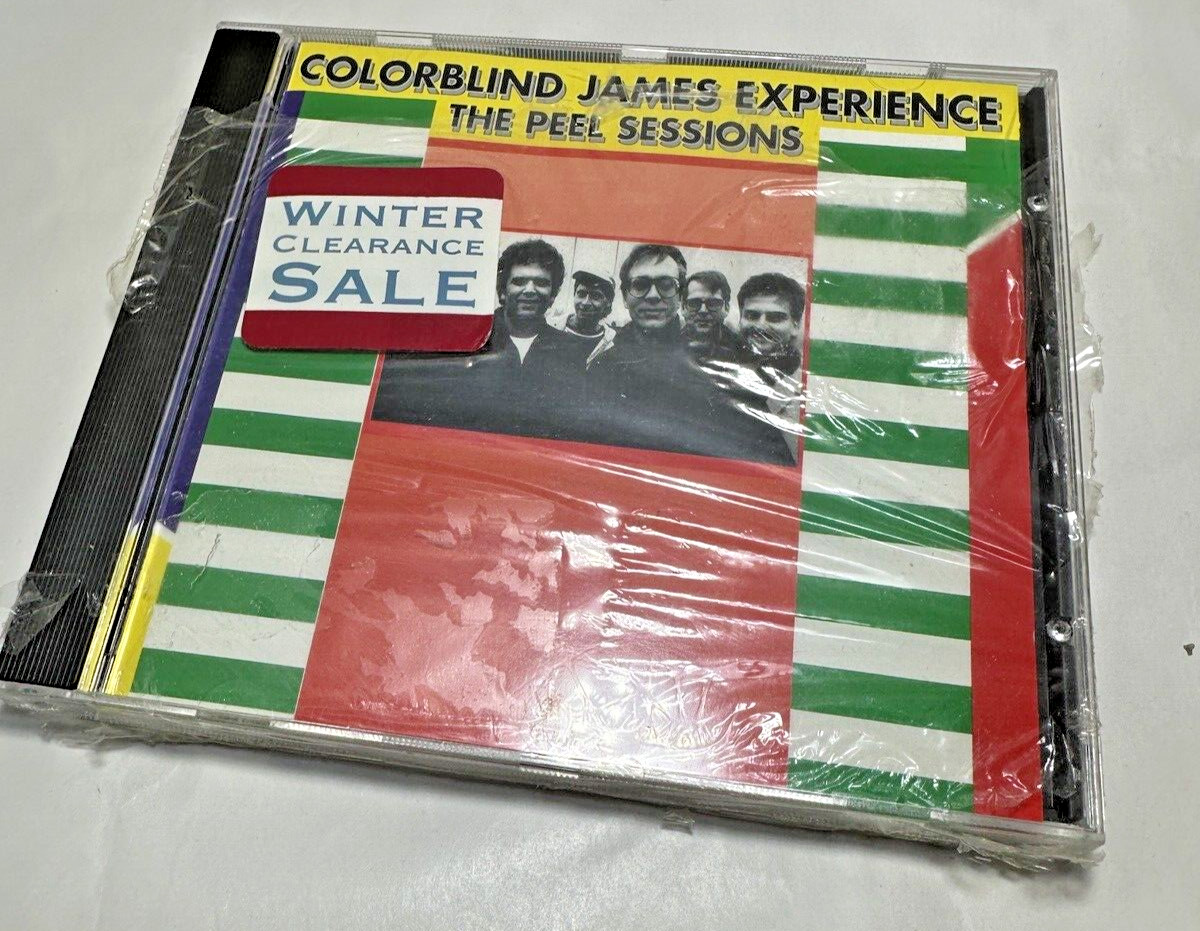 COLORBLIND JAMES EXPERIENCE
THE PEEL SESSIONS
WINTER
CLEARANCE
SALE